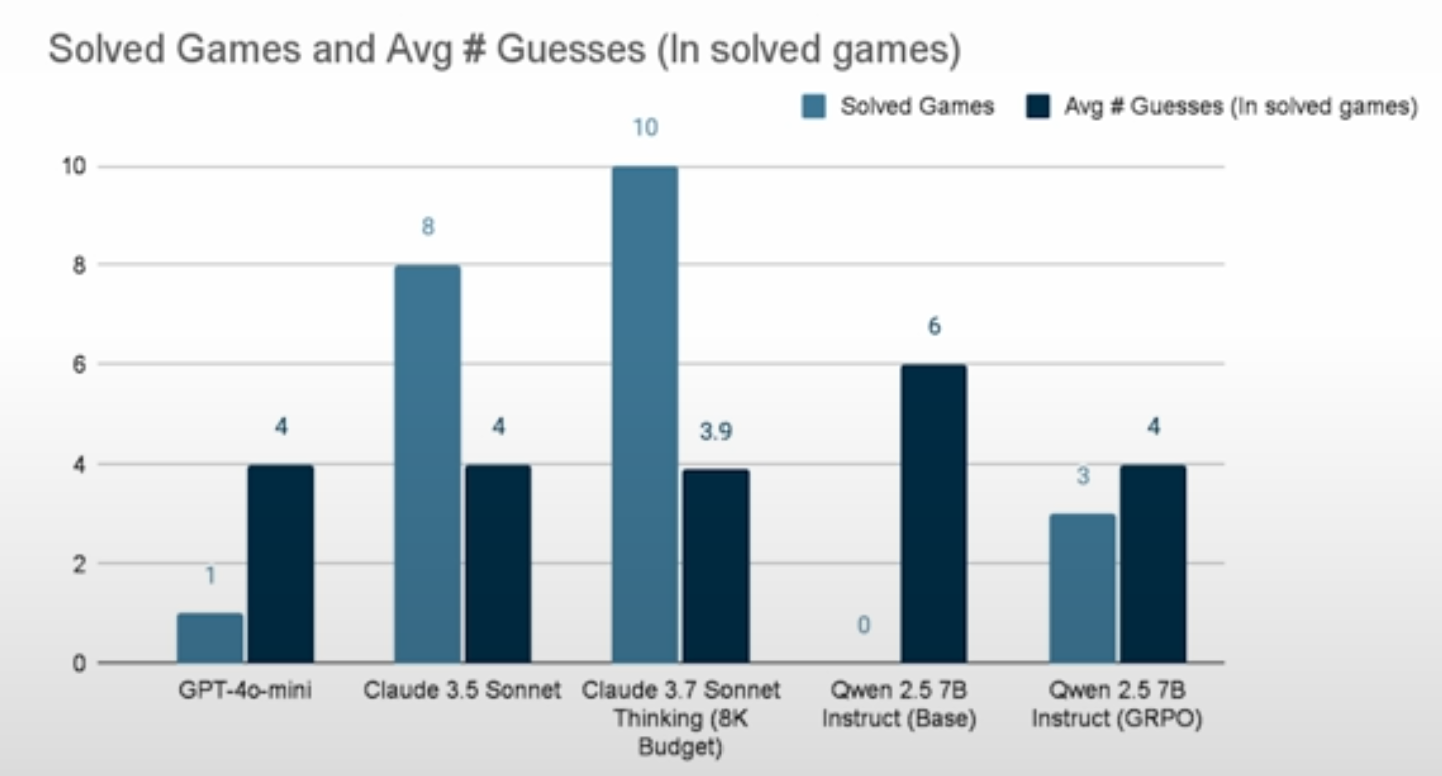 Solved Games and Avg # Guesses (In solved games)
Solved Games
Avg # Guesses (In solved games)
10
8
6
4
2
0
1
4
8
4
10
3.9
0
6
3
4
GPT-4o-mini
Claude 3.5 Sonnet
Claude 3.7 Sonnet
Thinking (8K
Budget)
Qwen 2.5 7B
Instruct (Base)
Qwen 2.5 7B
Instruct (GRPO)